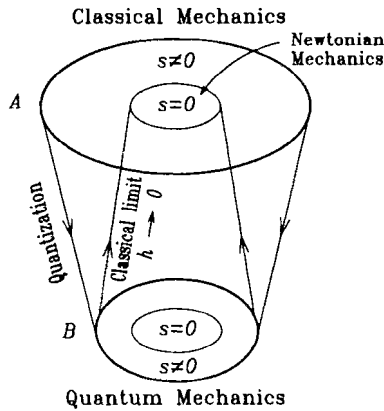 Classical Mechanics
Newtonian
Mechanics
s≠0
A
s=0
Quantization
Classical limit
h → 0
B
s=0
s≠0
Quantum Mechanics